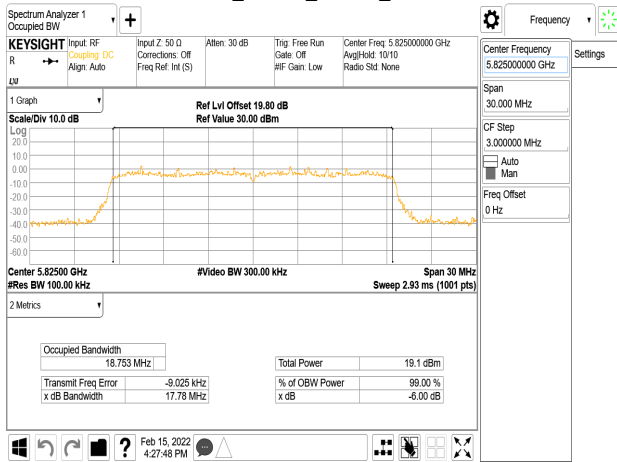 Spectrum Analyzer 1
Occupied BW
Frequency
KEYSIGHT
R
LXI
Input: RF
Coupling: DC
Align: Auto
Input Z: 50 Ω
Corrections: Off
Freq Ref: Int (S)
Atten: 30 dB
Trig: Free Run
Gate: Off
#IF Gain: Low
Center Freq: 5.825000000 GHz
Avg|Hold: 10/10
Radio Std: None
Center Frequency
5.825000000 GHz
Settings
Span
30.000 MHz
CF Step
3.000000 MHz
Auto
Man
Freq Offset
0 Hz
1 Graph
Ref Lvl Offset 19.80 dB
Scale/Div 10.0 dB
Ref Value 30.00 dBm
Log
20.0
10.0
0.00
-10.0
-20.0
-30.0
-40.0
-50.0
-60.0
Center 5.82500 GHz
#Video BW 300.00 kHz
Span 30 MHz
#Res BW 100.00 kHz
Sweep 2.93 ms (1001 pts)
2 Metrics
Occupied Bandwidth
18.753 MHz
Total Power 19.1 dBm
Transmit Freq Error -9.025 kHz
% of OBW Power 99.00 %
x dB Bandwidth 17.78 MHz
x dB -6.00 dB
?
Feb 15, 2022
4:27:48 PM